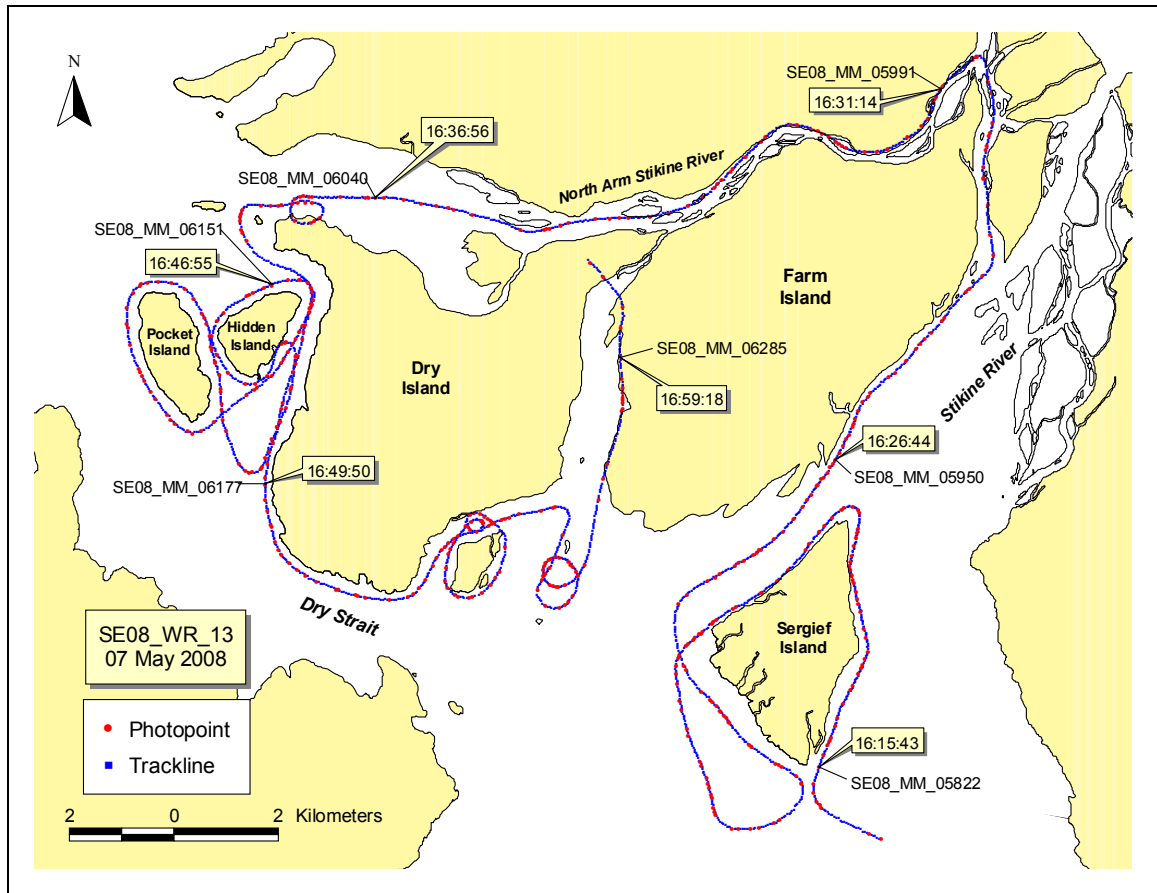 N
SE08_MM_05991
16:31:14
16:36:56
SE08_MM_06040
North Arm Stikine River
SE08_MM_06151
16:46:55
Farm
Island
Pocket
Island
Hidden
Island
SE08_MM_06285
Dry
Island
16:59:18
Stikine River
16:26:44
16:49:50
SE08_MM_05950
SE08_MM_06177
Dry Strait
SE08_WR_13
07 May 2008
Sergief
Island
Photopoint
Trackline
16:15:43
SE08_MM_05822
2 0 2 Kilometers